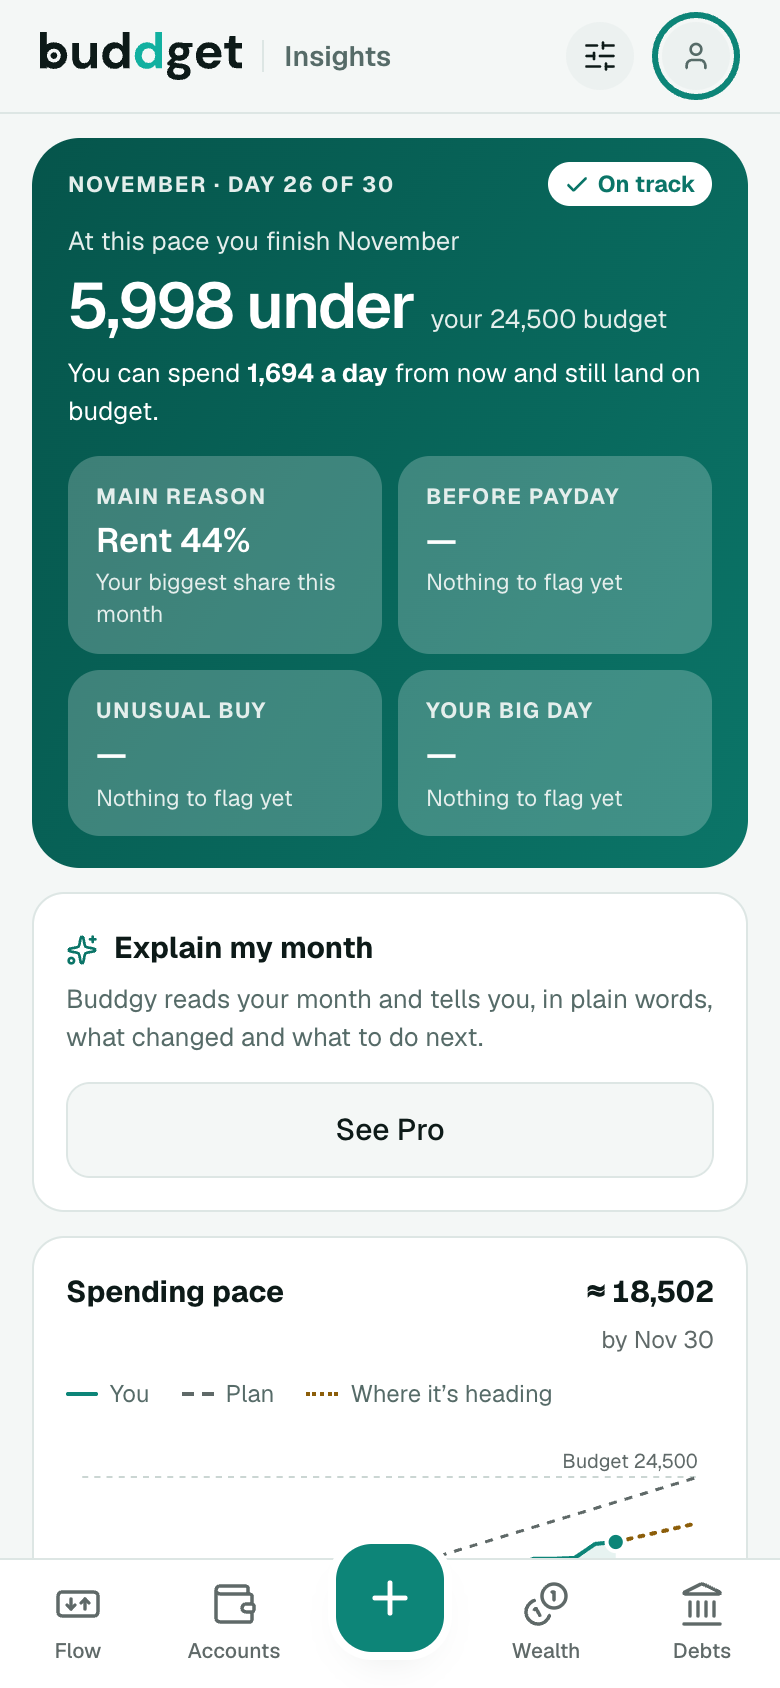 buddget
Insights
NOVEMBER · DAY 26 OF 30
On track
At this pace you finish November
5,998 under your 24,500 budget
You can spend 1,694 a day from now and still land on
budget.
MAIN REASON
Rent 44%
Your biggest share this
month
BEFORE PAYDAY
—
Nothing to flag yet
UNUSUAL BUY
—
Nothing to flag yet
YOUR BIG DAY
—
Nothing to flag yet
Explain my month
Buddgy reads your month and tells you, in plain words,
what changed and what to do next.
See Pro
Spending pace
≈ 18,502
by Nov 30
You
Plan
Where it’s heading
Budget 24,500
Flow
Accounts
Wealth
Debts